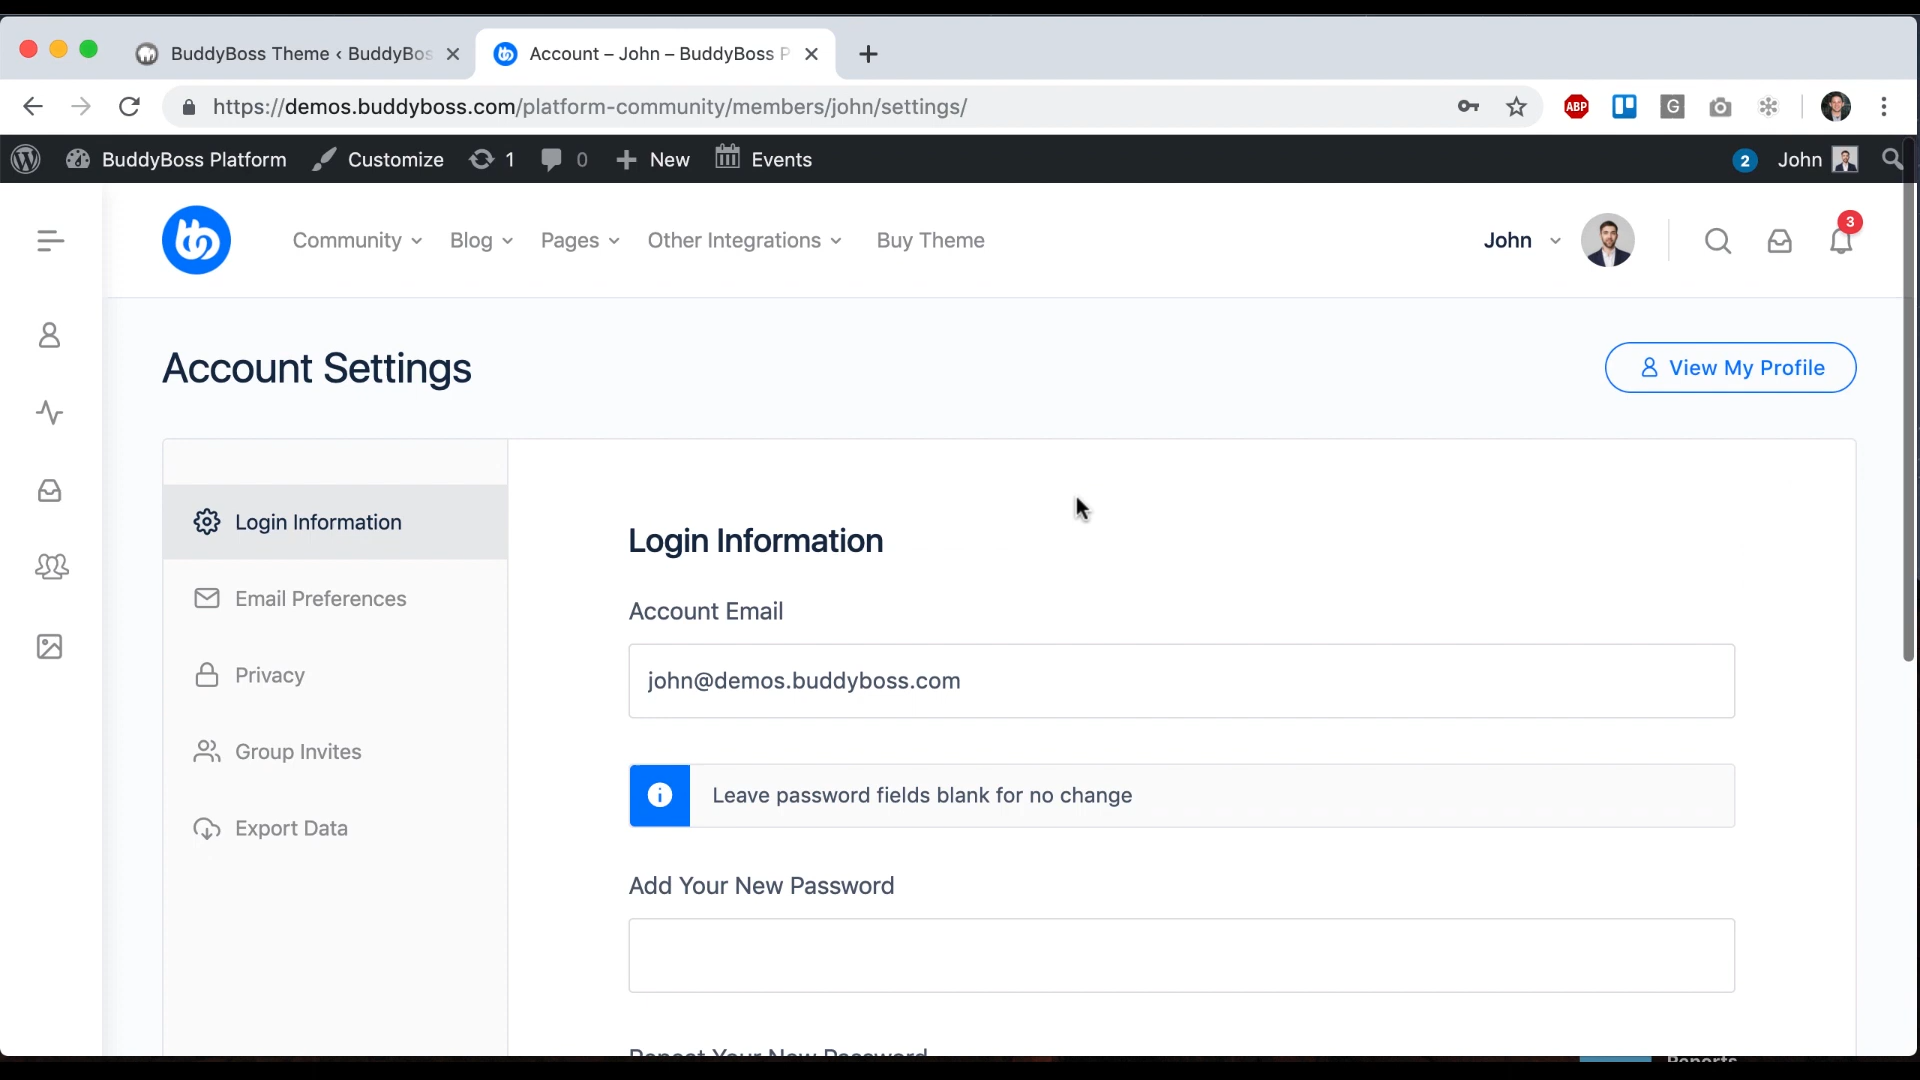 BuddyBoss Theme ‹ BuddyBos
Account – John – BuddyBoss P
https://demos.buddyboss.com/platform-community/members/john/settings/
ABP
G
BuddyBoss Platform
Customize
1
0
New
Events
2
John
Community
Blog
Pages
Other Integrations
Buy Theme
John
3
Account Settings
View My Profile
Login Information
Email Preferences
Privacy
Group Invites
Export Data
Login Information
Account Email
john@demos.buddyboss.com
Leave password fields blank for no change
Add Your New Password
Repeat Your New Password
Reports